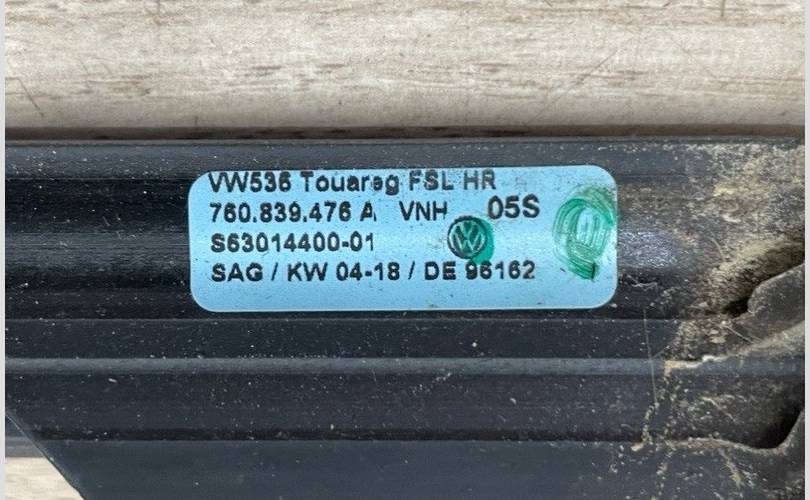 VW536 Touareg FSL HR
760.839.476 A VNH 05S
S63014400-01
SAG / KW 04-18 / DE 96162